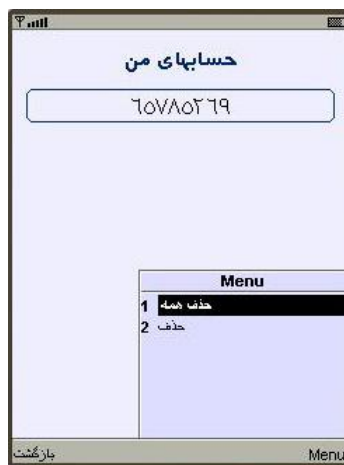 حسابهای من
٦٥٧٨٥٢٦٩
Menu
1 حذف همه
2 حذف
بازگشت
Menu